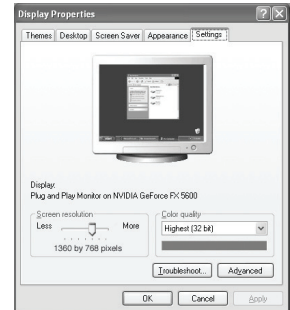 Display Properties
Themes Desktop Screen Saver Appearance Settings
Display:
Plug and Play Monitor on NVIDIA GeForce FX 5600
Screen resolution
Less More
1360 by 768 pixels
Color quality
Highest (32 bit)
Troubleshoot... Advanced
OK Cancel Apply